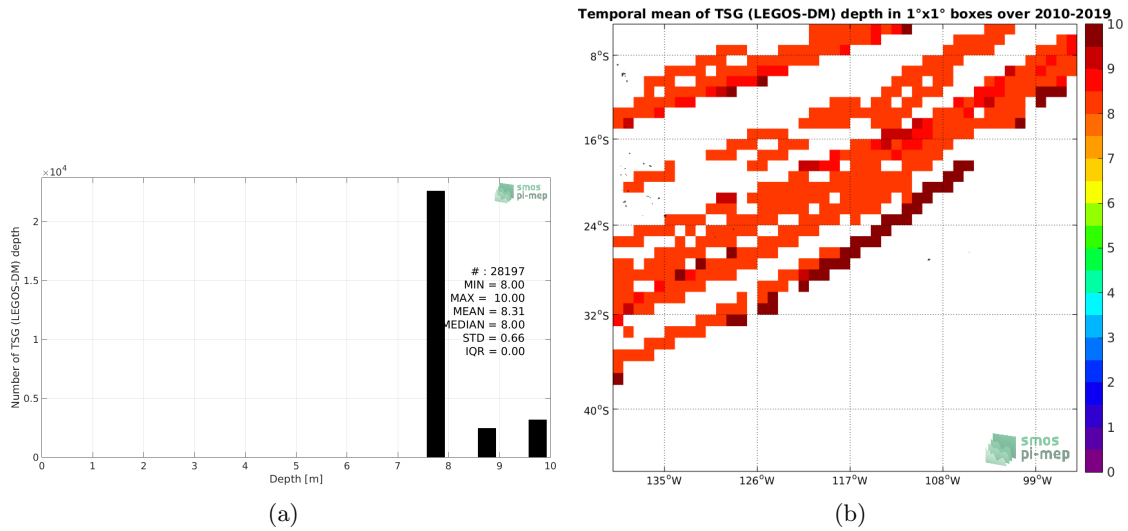 ×10⁴
2
1.5
1
0.5
0
Number of TSG (LEGOS-DM) depth
smos
pi-mep
# : 28197
MIN = 8.00
MAX = 10.00
MEAN = 8.31
MEDIAN = 8.00
STD = 0.66
IQR = 0.00
0 1 2 3 4 5 6 7 8 9 10
Depth [m]
(a)
Temporal mean of TSG (LEGOS-DM) depth in 1°x1° boxes over 2010-2019
8°S
16°S
24°S
32°S
40°S
135°W 126°W 117°W 108°W 99°W
smos
pi-mep
10
9
8
7
6
5
4
3
2
1
0
(b)